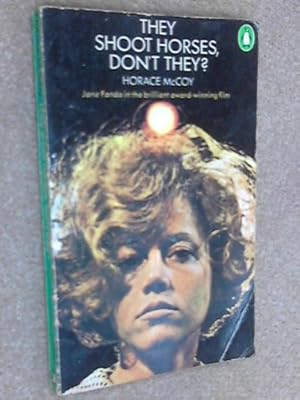 THEY
SHOOT HORSES,
DON'T THEY?
HORACE McCOY
Jane Fonda in the brilliant award-winning film